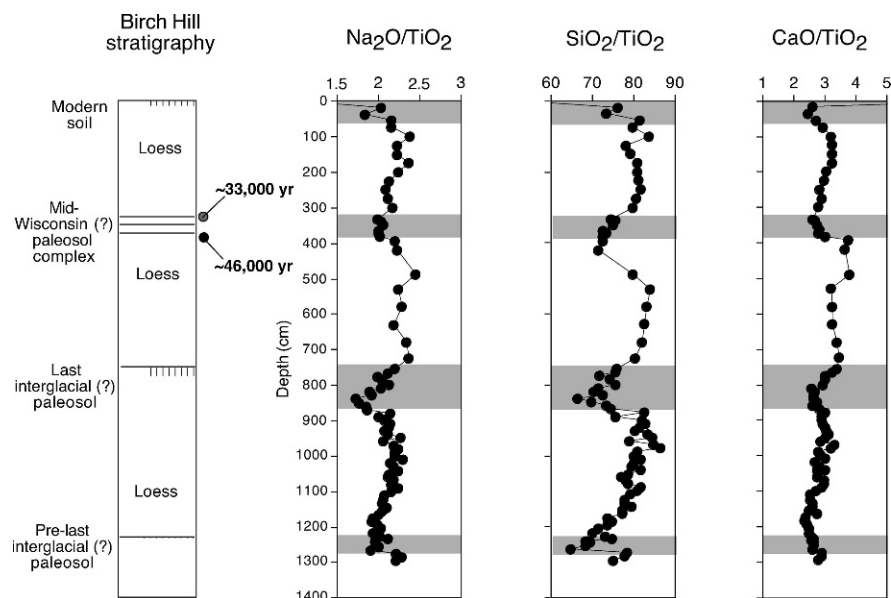 Birch Hill
stratigraphy
Na₂O/TiO₂
SiO₂/TiO₂
CaO/TiO₂
1.5 2 2.5 3
60 70 80 90
1 2 3 4 5
Modern
soil
Loess
Mid-
Wisconsin (?)
paleosol
complex
~33,000 yr
~46,000 yr
Loess
Last
interglacial (?)
paleosol
Loess
Pre-last
interglacial (?)
paleosol
Depth (cm)
0
100
200
300
400
500
600
700
800
900
1000
1100
1200
1300
1400